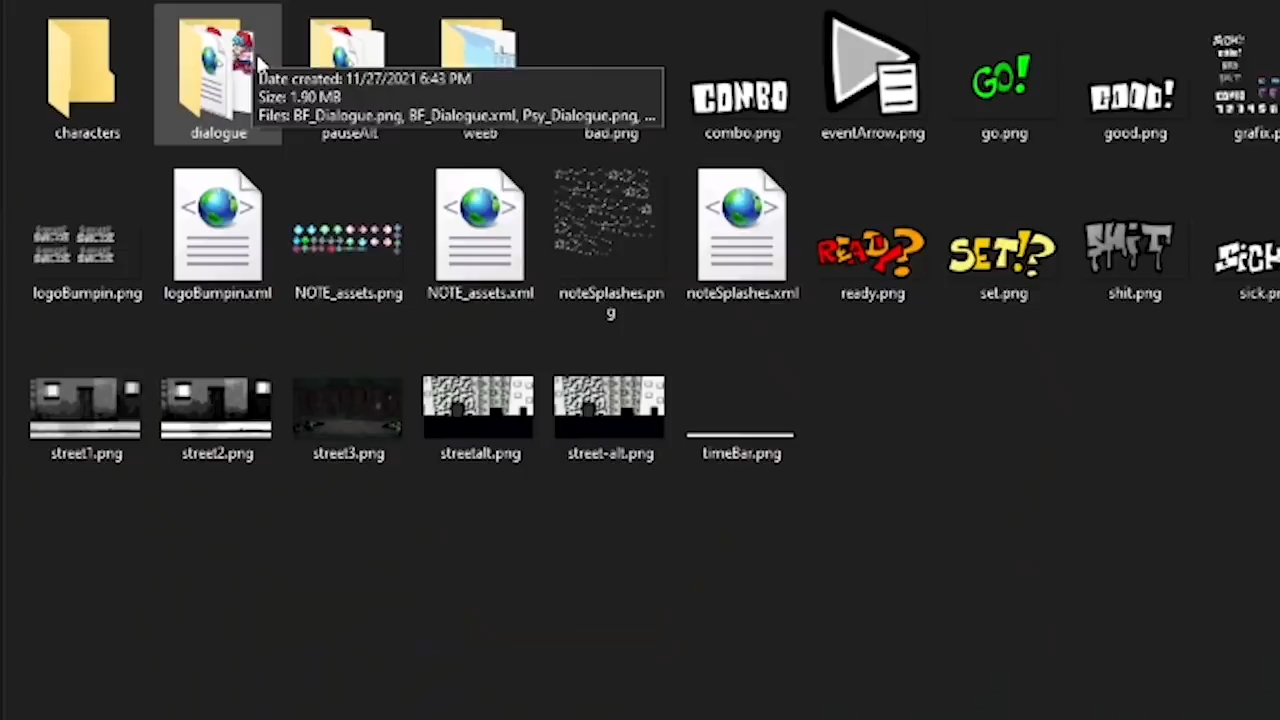 Date created: 11/27/2021 6:43 PM
Size: 1.90 MB
Files: BF_Dialogue.png, BF_Dialogue.xml, Psy_Dialogue.png, ...
COMBO
GO!
GOOD!
characters
dialogue
pauseAlt
weeb
bad.png
combo.png
eventArrow.png
go.png
good.png
grafix.p
READY?
SET!?
SHIT
SICK
logoBumpin.png
logoBumpin.xml
NOTE_assets.png
NOTE_assets.xml
noteSplashes.pn
g
noteSplashes.xml
ready.png
set.png
shit.png
sick.pn
street1.png
street2.png
street3.png
streetalt.png
street-alt.png
timeBar.png